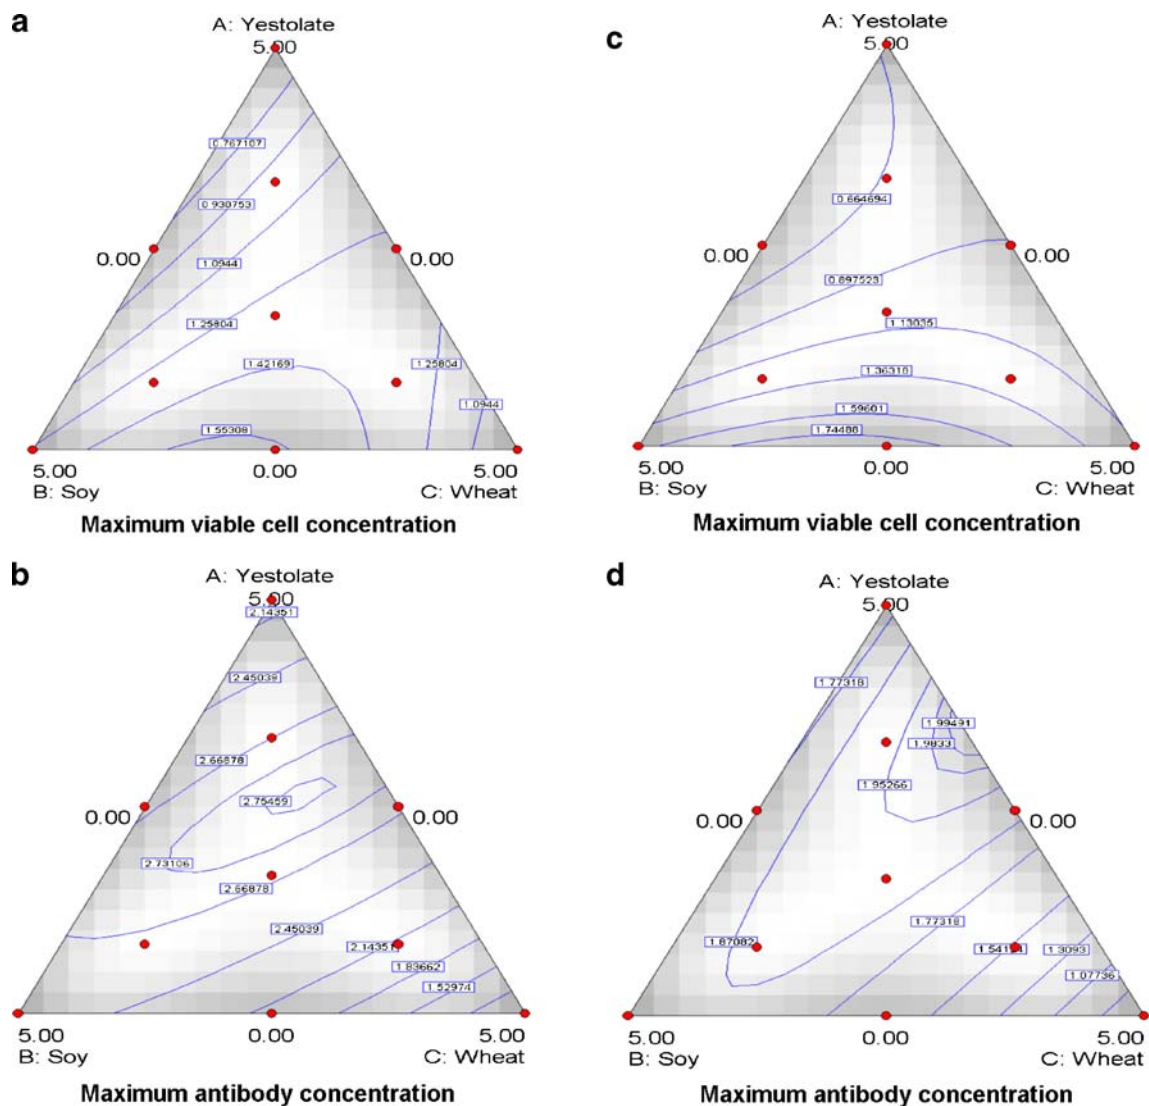 a
A: Yestolate
5.00
0.767107
0.930753
0.00
0.00
1.0944
1.25804
1.42169
1.25804
1.0944
1.55308
5.00
0.00
5.00
B: Soy
C: Wheat
Maximum viable cell concentration
c
A: Yestolate
5.00
0.664694
0.00
0.00
0.897523
1.13035
1.36318
1.59601
1.74488
5.00
0.00
5.00
B: Soy
C: Wheat
Maximum viable cell concentration
b
A: Yestolate
5.00
2.14351
2.45039
2.66878
2.75459
0.00
0.00
2.73106
2.66878
2.45039
2.14351
1.83662
1.52974
5.00
0.00
5.00
B: Soy
C: Wheat
Maximum antibody concentration
d
A: Yestolate
5.00
1.77318
1.99491
1.9833
1.95266
0.00
0.00
1.77318
1.87082
1.3093
1.07736
5.00
0.00
5.00
B: Soy
C: Wheat
Maximum antibody concentration